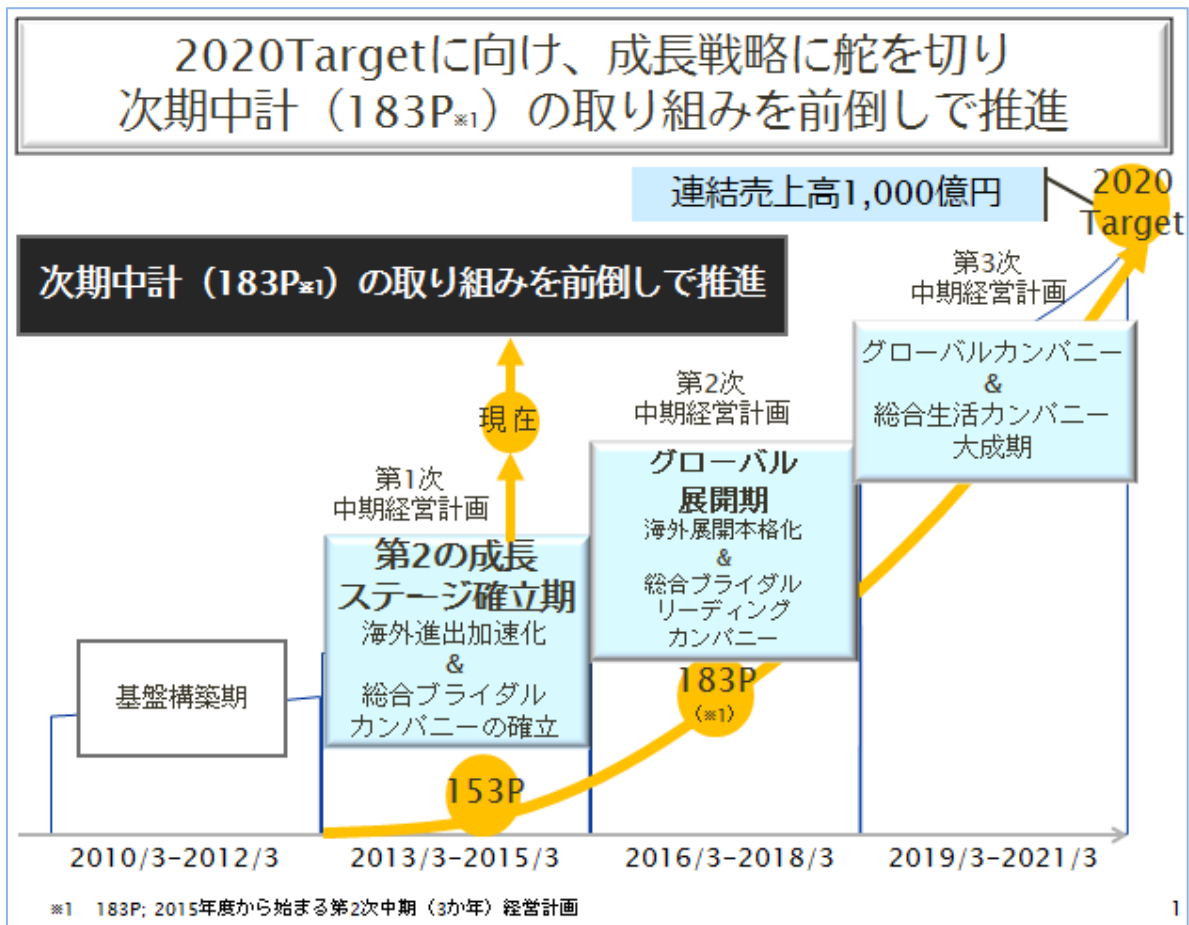 2020Targetに向け、成長戦略に舵を切り
次期中計（183P※1）の取り組みを前倒しで推進
連結売上高1,000億円
2020
Target
次期中計（183P※1）の取り組みを前倒しで推進
第3次
中期経営計画
グローバルカンパニー
&
総合生活カンパニー
大成期
第2次
中期経営計画
現在
グローバル
展開期
海外展開本格化
&
総合ブライダル
リーディング
カンパニー
第1次
中期経営計画
第2の成長
ステージ確立期
海外進出加速化
&
総合ブライダル
カンパニーの確立
基盤構築期
183P
（※1）
153P
2010/3-2012/3
2013/3-2015/3
2016/3-2018/3
2019/3-2021/3
※1 183P; 2015年度から始まる第2次中期（3か年）経営計画
1